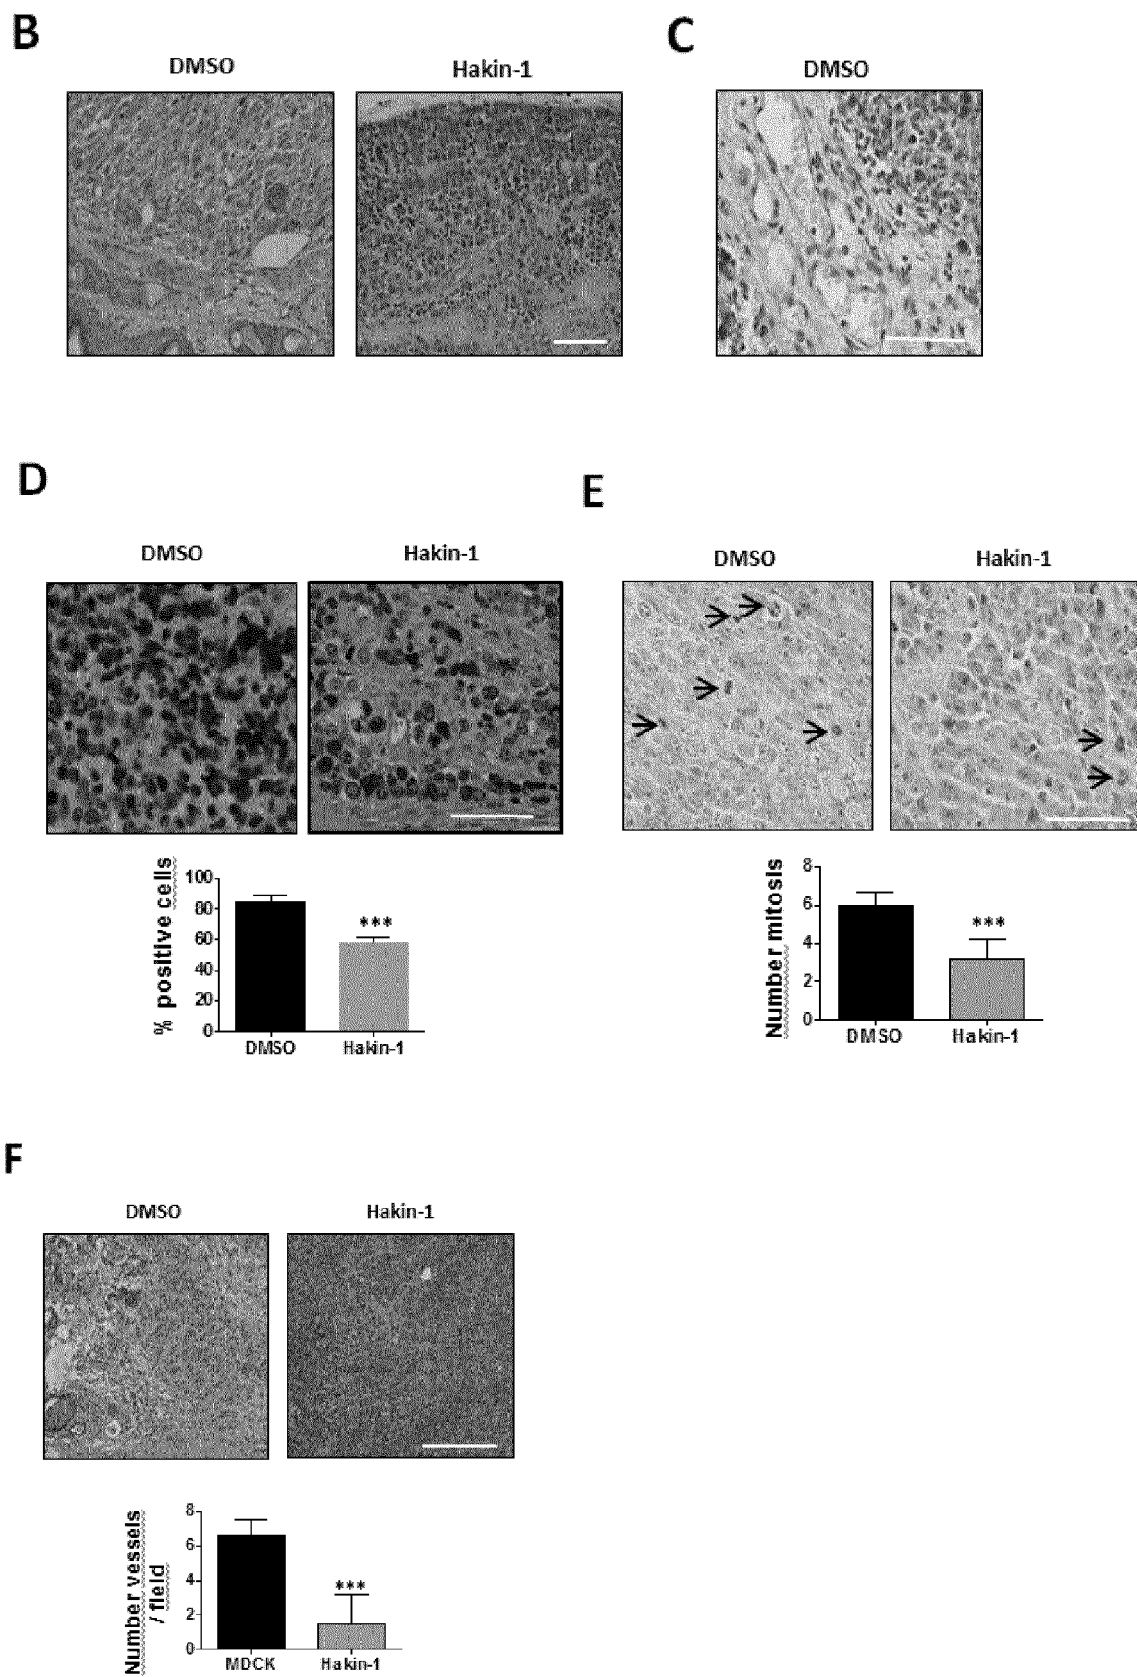 B
C
DMSO
Hakin-1
DMSO
D
E
DMSO
Hakin-1
DMSO
Hakin-1
% positive cells
100
80
60
40
20
0
***
DMSO
Hakin-1
Number mitosis
8
6
4
2
0
***
DMSO
Hakin-1
F
DMSO
Hakin-1
Number vessels
/ field
8
6
4
2
0
***
MDCK
Hakin-1